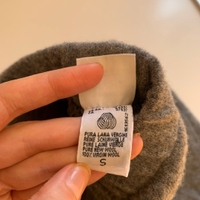 PURA LANA VERGINE
REINE SCHURWOLLE
PURE LAINE VIERGE
PURE NEW WOOL
100% VIRGIN WOOL
S